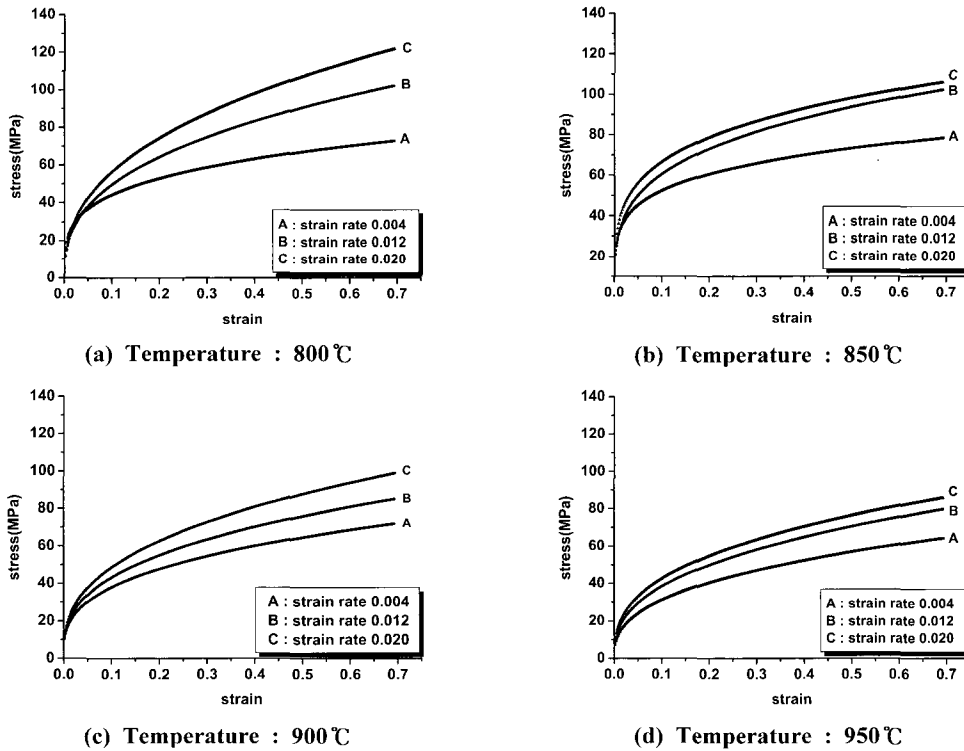 140
120
100
80
60
40
20
0
stress(MPa)
C
B
A
A : strain rate 0.004
B : strain rate 0.012
C : strain rate 0.020
0.0 0.1 0.2 0.3 0.4 0.5 0.6 0.7
strain
(a) Temperature : 800℃
140
120
100
80
60
40
20
stress(MPa)
C
B
A
A : strain rate 0.004
B : strain rate 0.012
C : strain rate 0.020
0.0 0.1 0.2 0.3 0.4 0.5 0.6 0.7
strain
(b) Temperature : 850℃
140
120
100
80
60
40
20
0
stress(MPa)
C
B
A
A : strain rate 0.004
B : strain rate 0.012
C : strain rate 0.020
0.0 0.1 0.2 0.3 0.4 0.5 0.6 0.7
strain
(c) Temperature : 900℃
140
120
100
80
60
40
20
0
stress(MPa)
C
B
A
A : strain rate 0.004
B : strain rate 0.012
C : strain rate 0.020
0.0 0.1 0.2 0.3 0.4 0.5 0.6 0.7
strain
(d) Temperature : 950℃